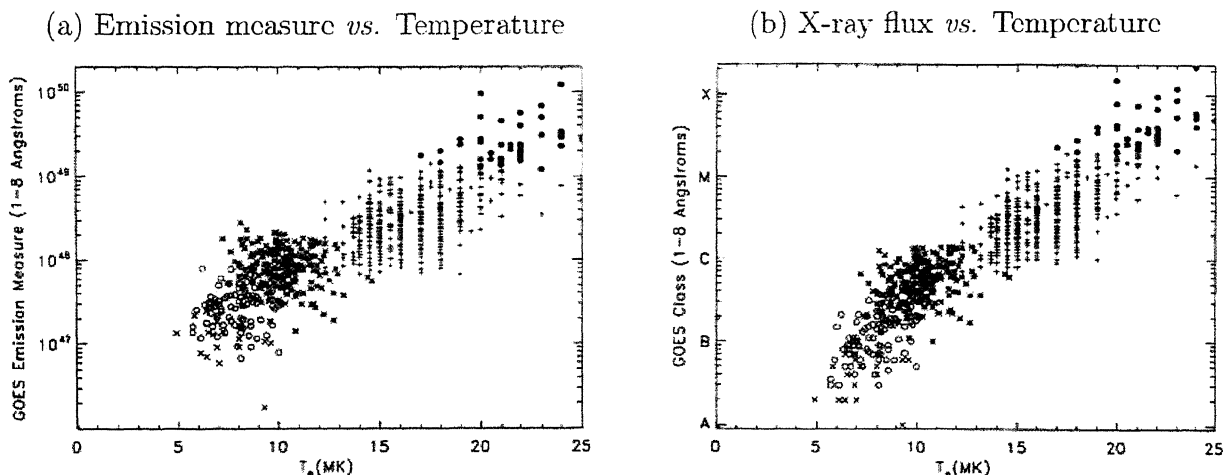 (a) Emission measure vs. Temperature
GOES Emission Measure (1-8 Angstroms)
10^50
10^49
10^48
10^47
0
5
10
15
20
25
T_e(MK)
(b) X-ray flux vs. Temperature
GOES Class (1-8 Angstroms)
X
M
C
B
A
0
5
10
15
20
25
T_e(MK)